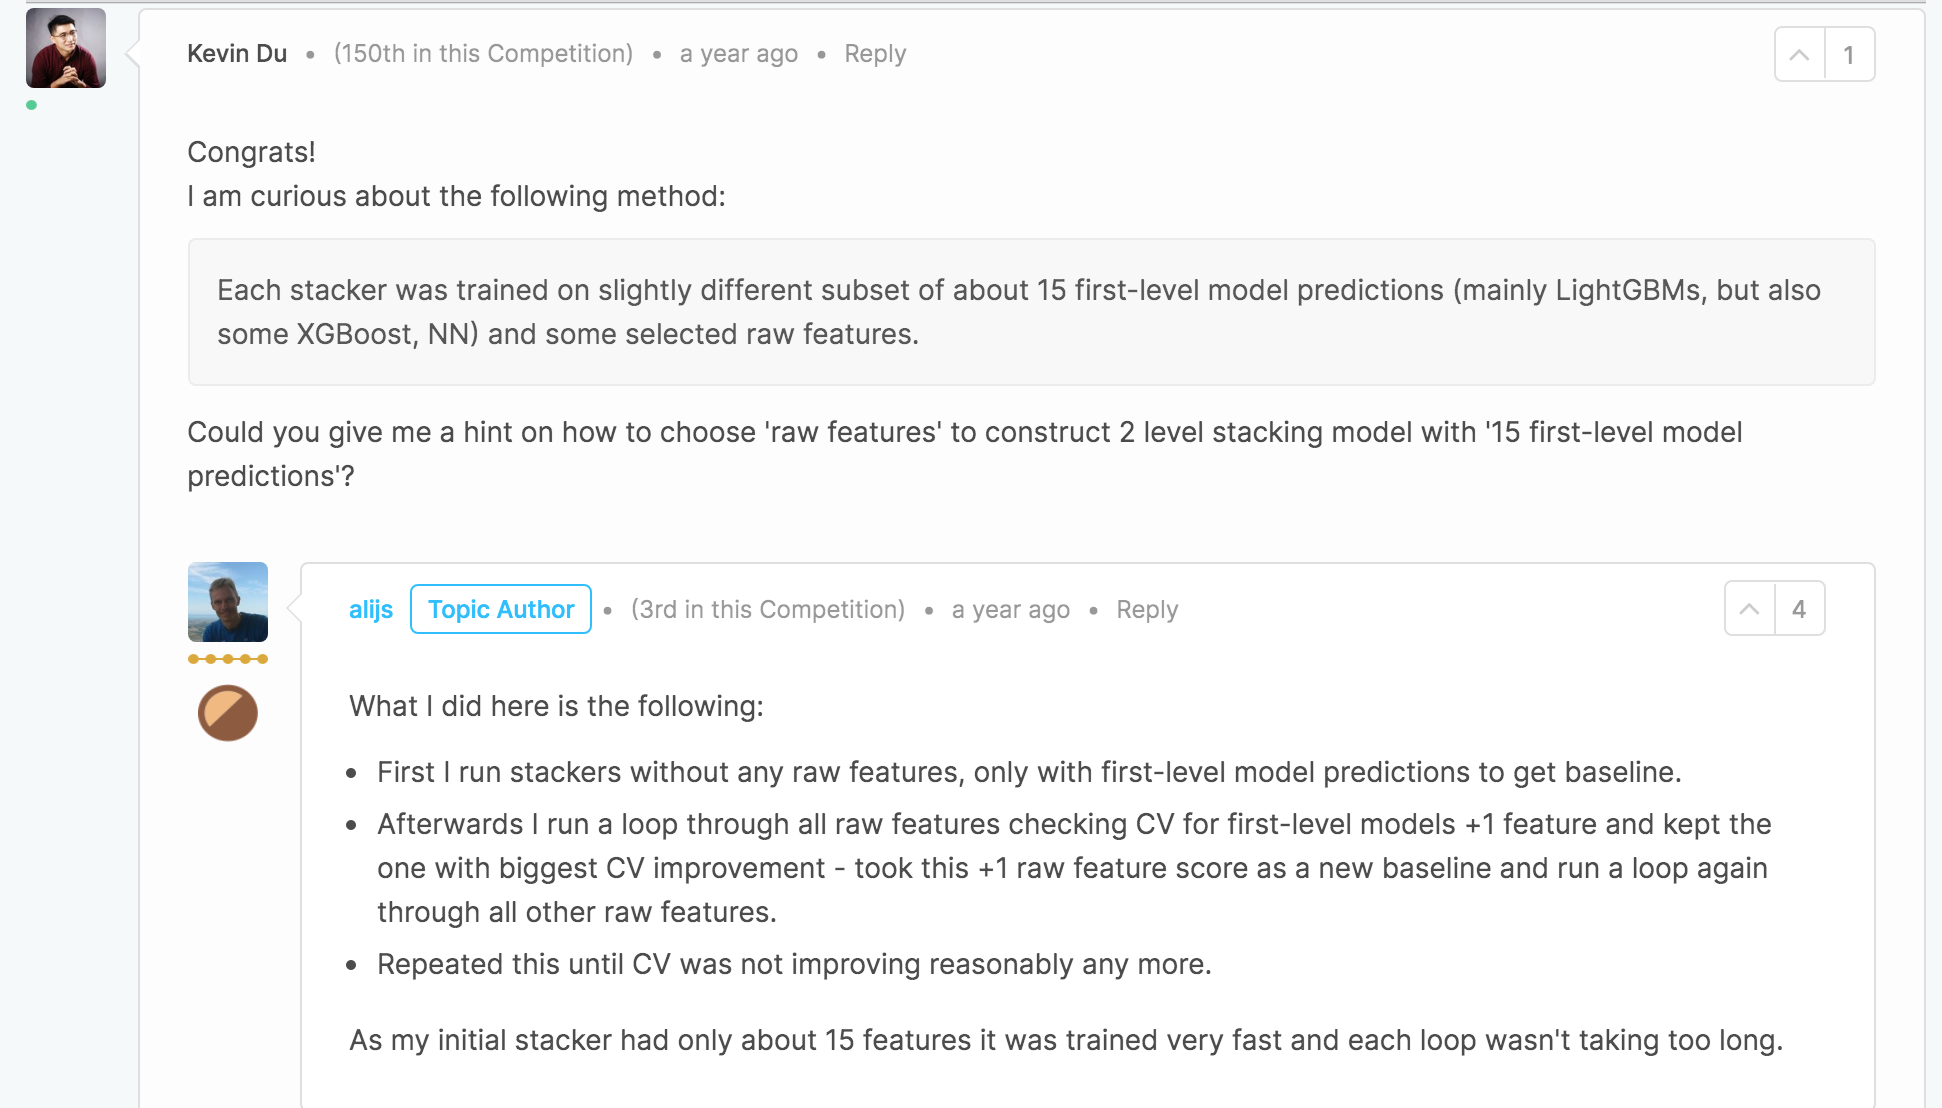 Kevin Du • (150th in this Competition) • a year ago • Reply
1
Congrats!
I am curious about the following method:
Each stacker was trained on slightly different subset of about 15 first-level model predictions (mainly LightGBMs, but also
some XGBoost, NN) and some selected raw features.
Could you give me a hint on how to choose 'raw features' to construct 2 level stacking model with '15 first-level model
predictions'?
alijs Topic Author • (3rd in this Competition) • a year ago • Reply
4
What I did here is the following:
• First I run stackers without any raw features, only with first-level model predictions to get baseline.
• Afterwards I run a loop through all raw features checking CV for first-level models +1 feature and kept the
one with biggest CV improvement - took this +1 raw feature score as a new baseline and run a loop again
through all other raw features.
• Repeated this until CV was not improving reasonably any more.
As my initial stacker had only about 15 features it was trained very fast and each loop wasn't taking too long.